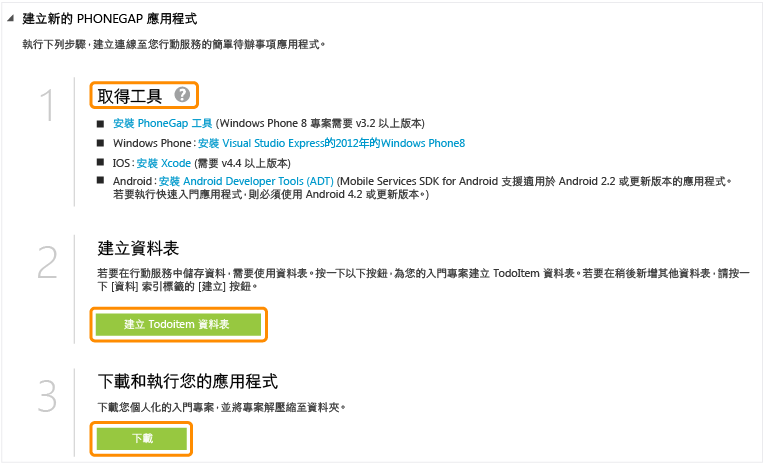 建立新的 PHONEGAP 應用程式
執行下列步驟，建立連線至您行動服務的簡單待辦事項應用程式。
1 取得工具 ?
安裝 PhoneGap 工具 (Windows Phone 8 專案需要 v3.2 以上版本)
Windows Phone：安裝 Visual Studio Express的2012年的Windows Phone8
IOS：安裝 Xcode (需要 v4.4 以上版本)
Android：安裝 Android Developer Tools (ADT) (Mobile Services SDK for Android 支援適用於 Android 2.2 或更新版本的應用程式。
若要執行快速入門應用程式，則必須使用 Android 4.2 或更新版本。)
2 建立資料表
若要在行動服務中儲存資料，需要使用資料表。按一下以下按鈕，為您的入門專案建立 TodoItem 資料表。若要在稍後新增其他資料表，請按一
下 [資料] 索引標籤的 [建立] 按鈕。
建立 Todoitem 資料表
3 下載和執行您的應用程式
下載您個人化的入門專案，並將專案解壓縮至資料夾。
下載